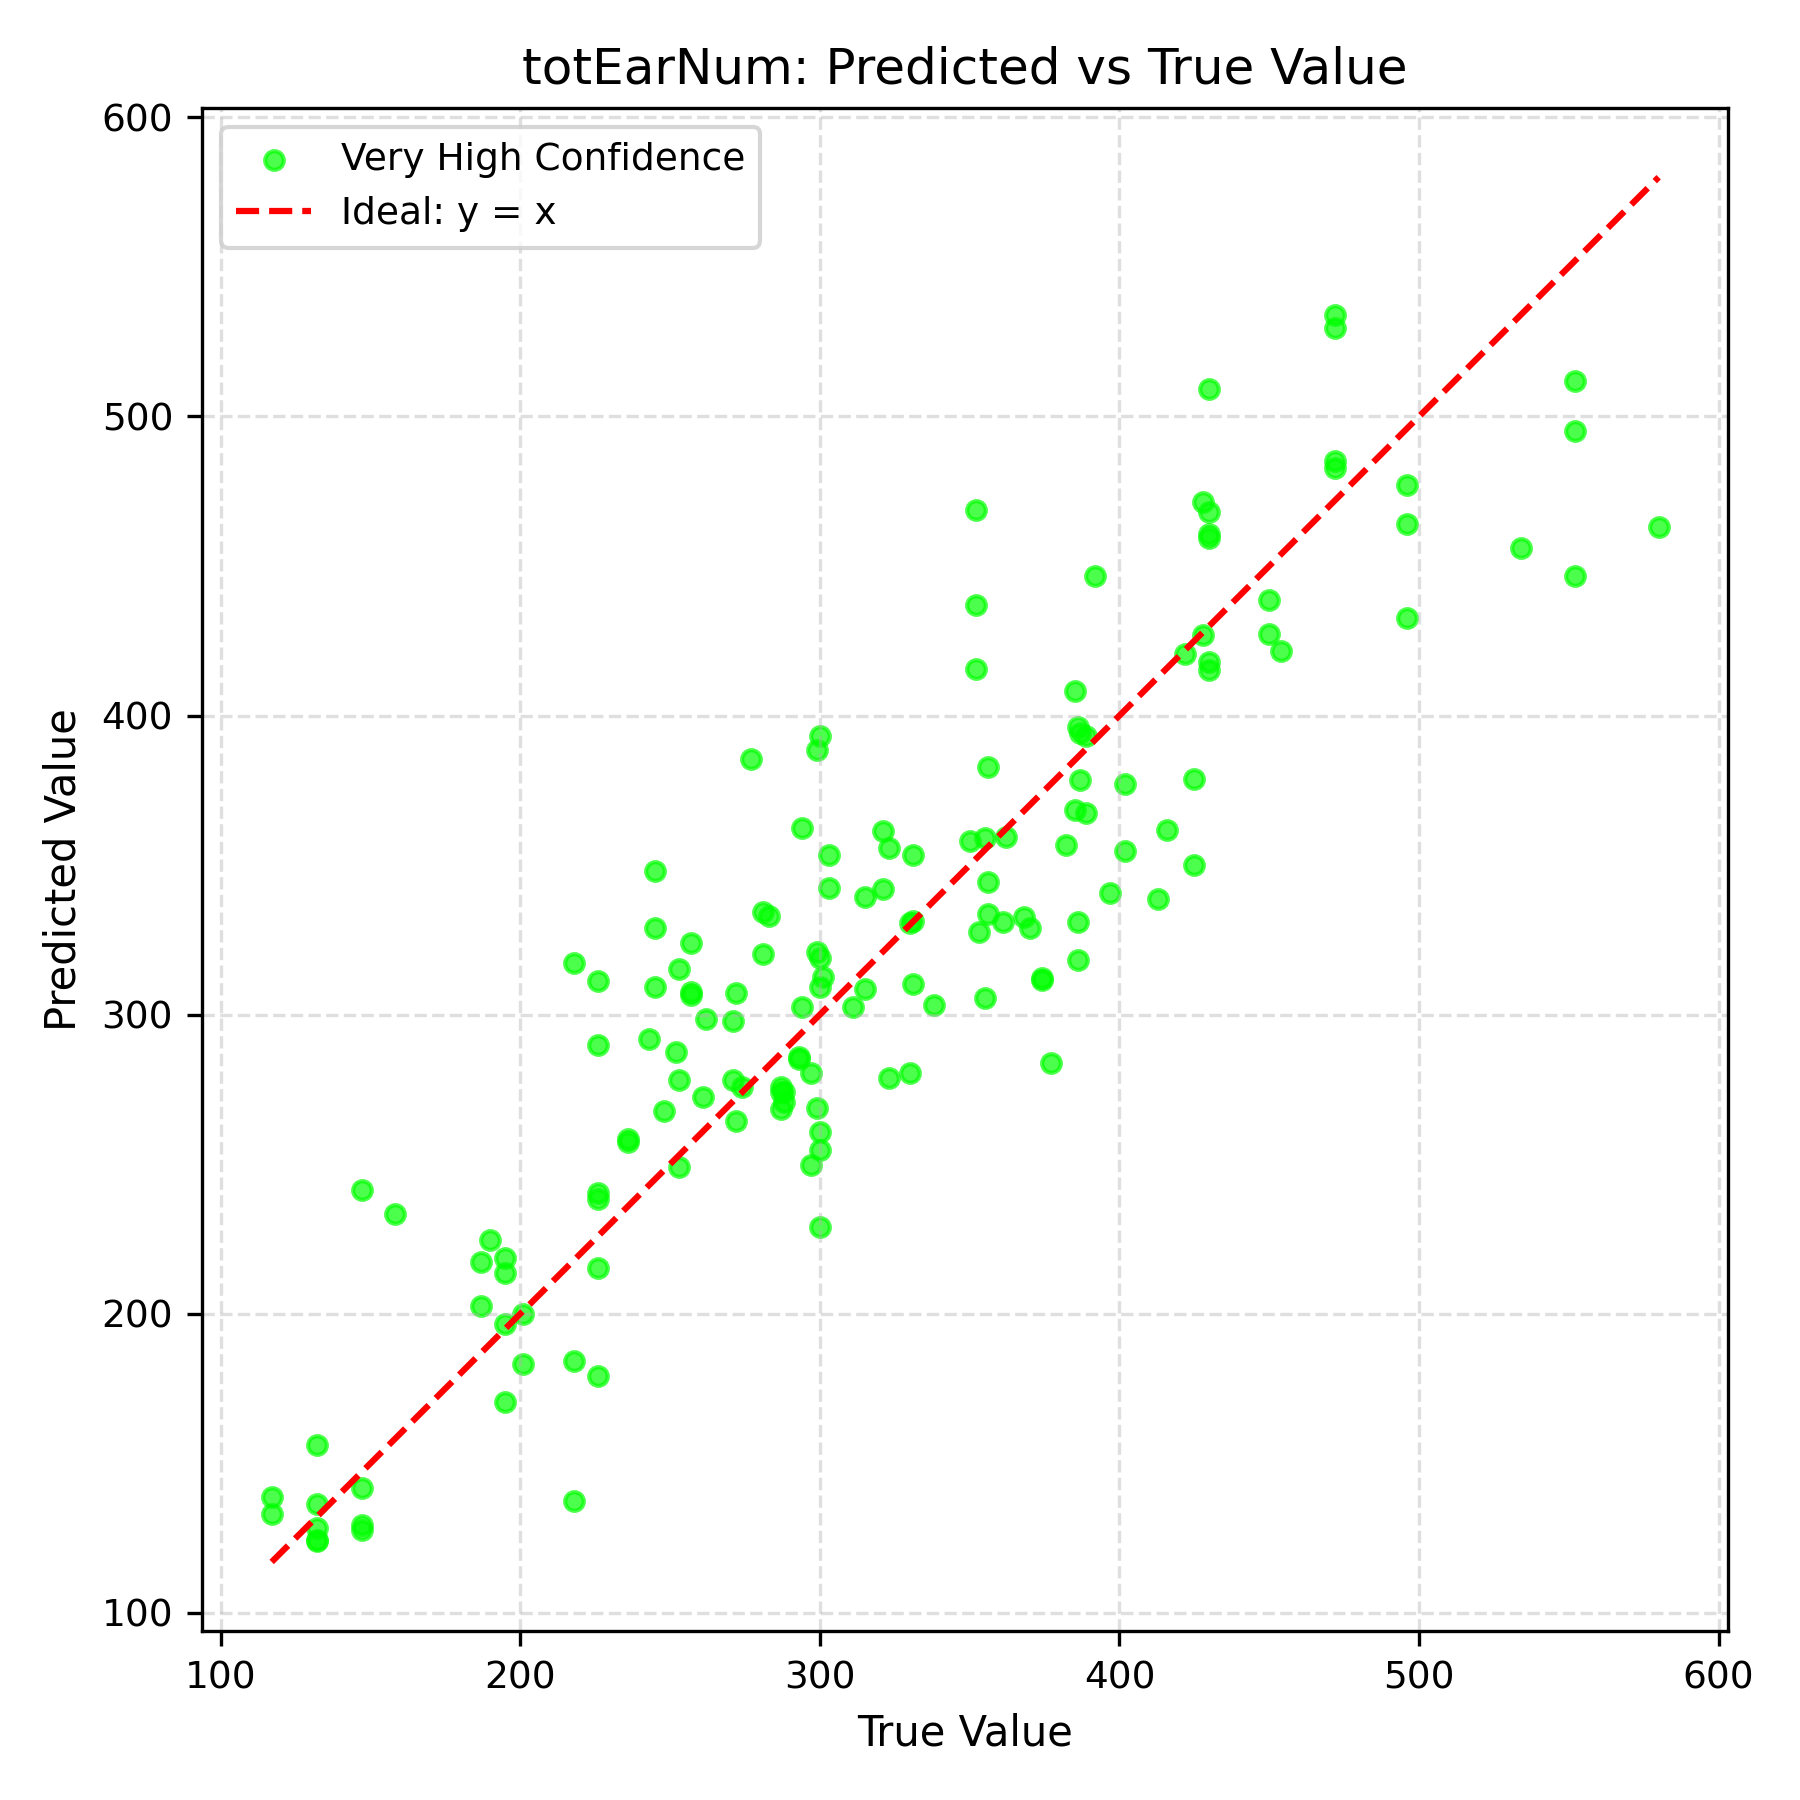 totEarNum: Predicted vs True Value
Very High Confidence
Ideal: y = x
Predicted Value
600
500
400
300
200
100
100 200 300 400 500 600
True Value